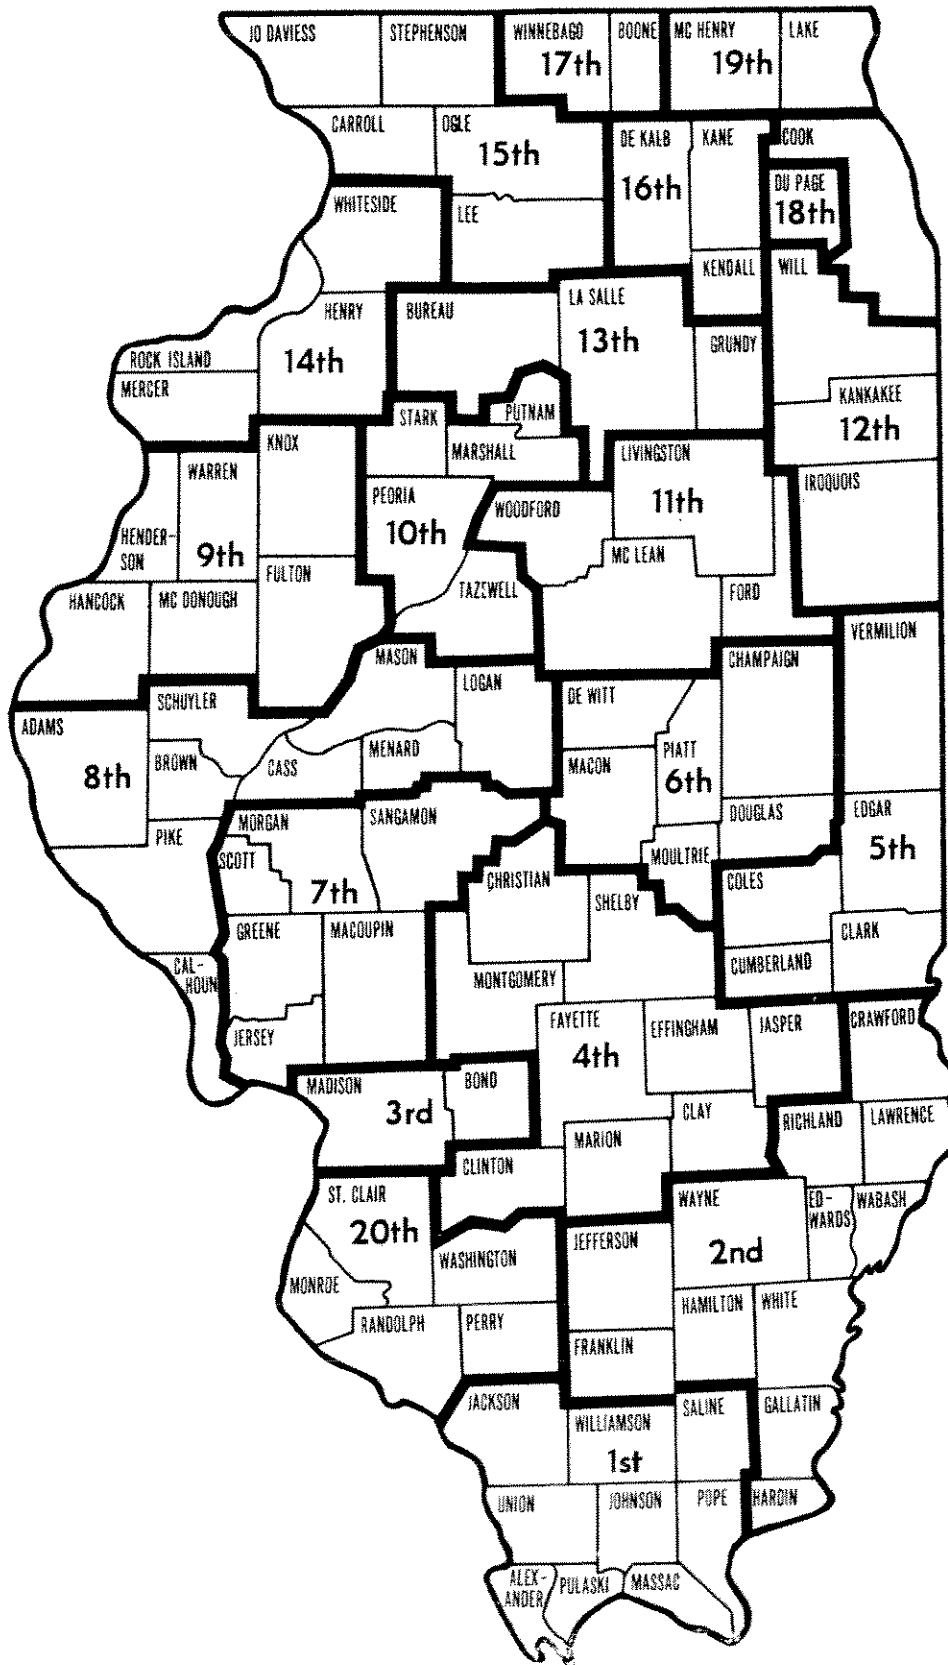 JO DAVIESS
STEPHENSON
WINNEBAGO
BOONE
MC HENRY
LAKE
17th
19th
CARROLL
OGLE
DE KALB
KANE
COOK
15th
16th
DU PAGE
18th
WHITESIDE
LEE
KENDALL
WILL
HENRY
BUREAU
LA SALLE
13th
GRUNDY
ROCK ISLAND
14th
MERCER
KANKAKEE
12th
STARK
PUTNAM
KNOX
MARSHALL
LIVINGSTON
WARREN
PEORIA
WOODFORD
11th
IROQUOIS
10th
HENDER-
SON
9th
MC LEAN
FULTON
TAZEWELL
FORD
HANCOCK
MC DONOUGH
VERMILION
MASON
CHAMPAIGN
LOGAN
SCHUYLER
DE WITT
ADAMS
8th
BROWN
CASS
MENARD
MACON
PIATT
6th
PIKE
MORGAN
SANGAMON
DOUGLAS
EDGAR
5th
SCOTT
MOULTRIE
7th
CHRISTIAN
COLES
SHELBY
GREENE
MACOUPIN
CLARK
CAL-
HOUN
MONTGOMERY
CUMBERLAND
JERSEY
FAYETTE
EFFINGHAM
JASPER
CRAWFORD
4th
MADISON
BOND
3rd
CLAY
RICHLAND
LAWRENCE
MARION
CLINTON
ST. CLAIR
WAYNE
ED-
WARDS
WABASH
20th
JEFFERSON
2nd
WASHINGTON
MONROE
RANDOLPH
PERRY
HAMILTON
WHITE
FRANKLIN
JACKSON
SALINE
GALLATIN
WILLIAMSON
1st
UNION
JOHNSON
POPE
HARDIN
ALEX-
ANDER
PULASKI
MASSAC